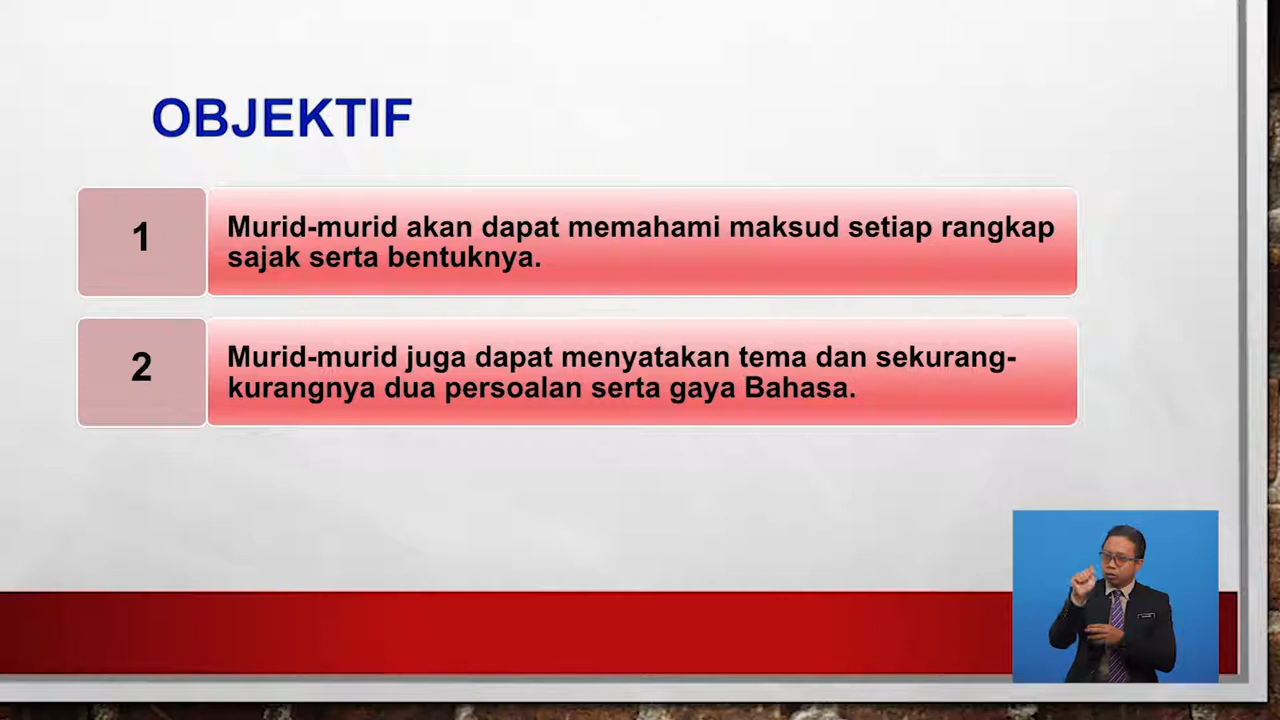 OBJEKTIF
1
Murid-murid akan dapat memahami maksud setiap rangkap
sajak serta bentuknya.
2
Murid-murid juga dapat menyatakan tema dan sekurang-
kurangnya dua persoalan serta gaya Bahasa.